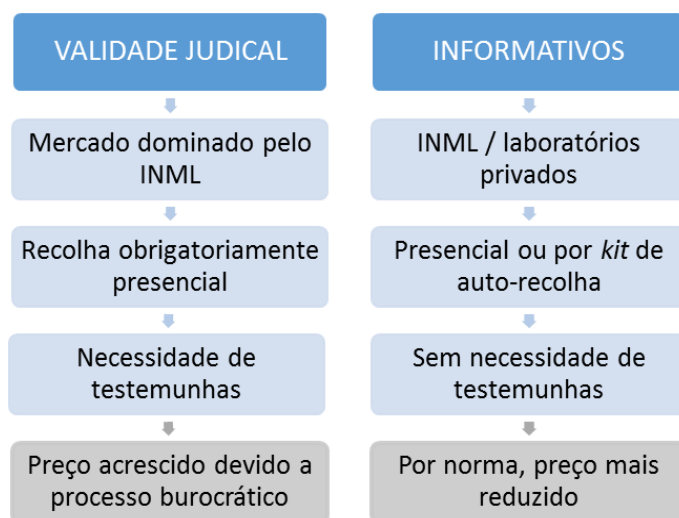 VALIDADE JUDICAL
Mercado dominado pelo
INML
Recolha obrigatoriamente
presencial
Necessidade de
testemunhas
Preço acrescido devido a
processo burocrático
INFORMATIVOS
INML / laboratórios
privados
Presencial ou por kit de
auto-recolha
Sem necessidade de
testemunhas
Por norma, preço mais
reduzido